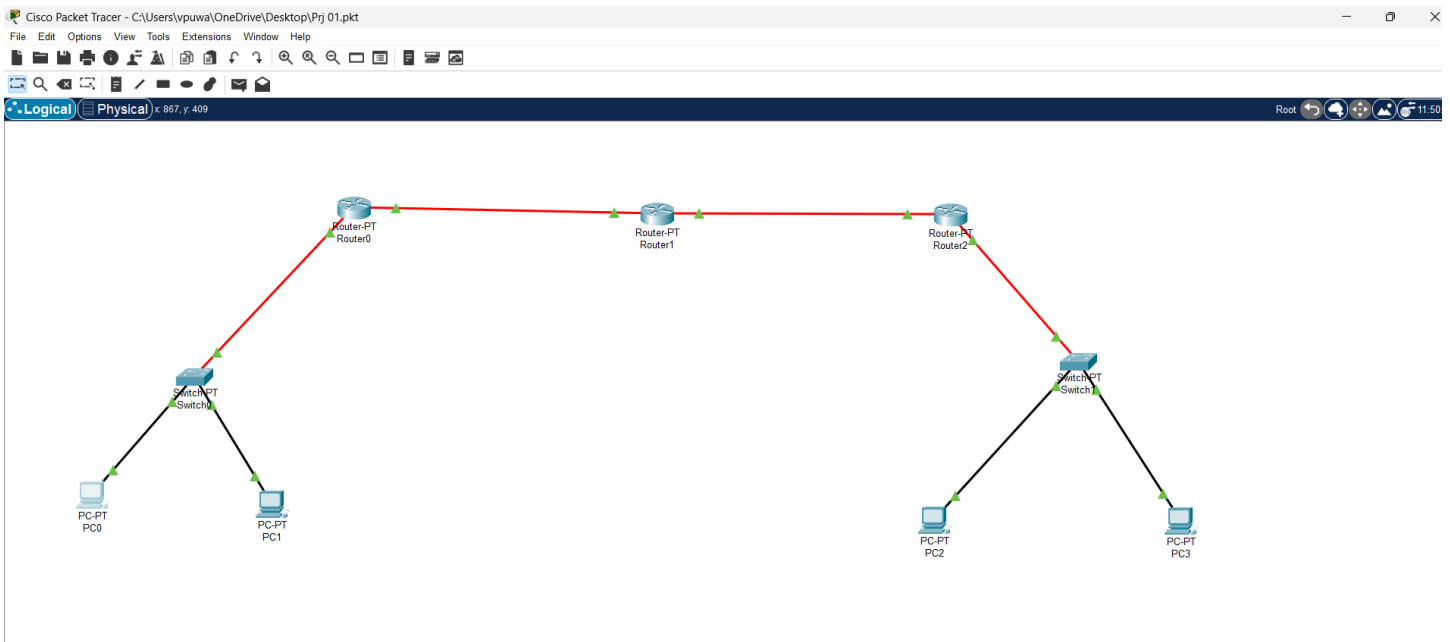 Cisco Packet Tracer - C:\Users\vpuwa\OneDrive\Desktop\Prj 01.pkt
File Edit Options View Tools Extensions Window Help
Logical Physical x: 867, y: 409 Root 11:50
Router-PT
Router0
Router-PT
Router1
Router-PT
Router2
Switch-PT
Switch0
Switch-PT
Switch1
PC-PT
PC0
PC-PT
PC1
PC-PT
PC2
PC-PT
PC3